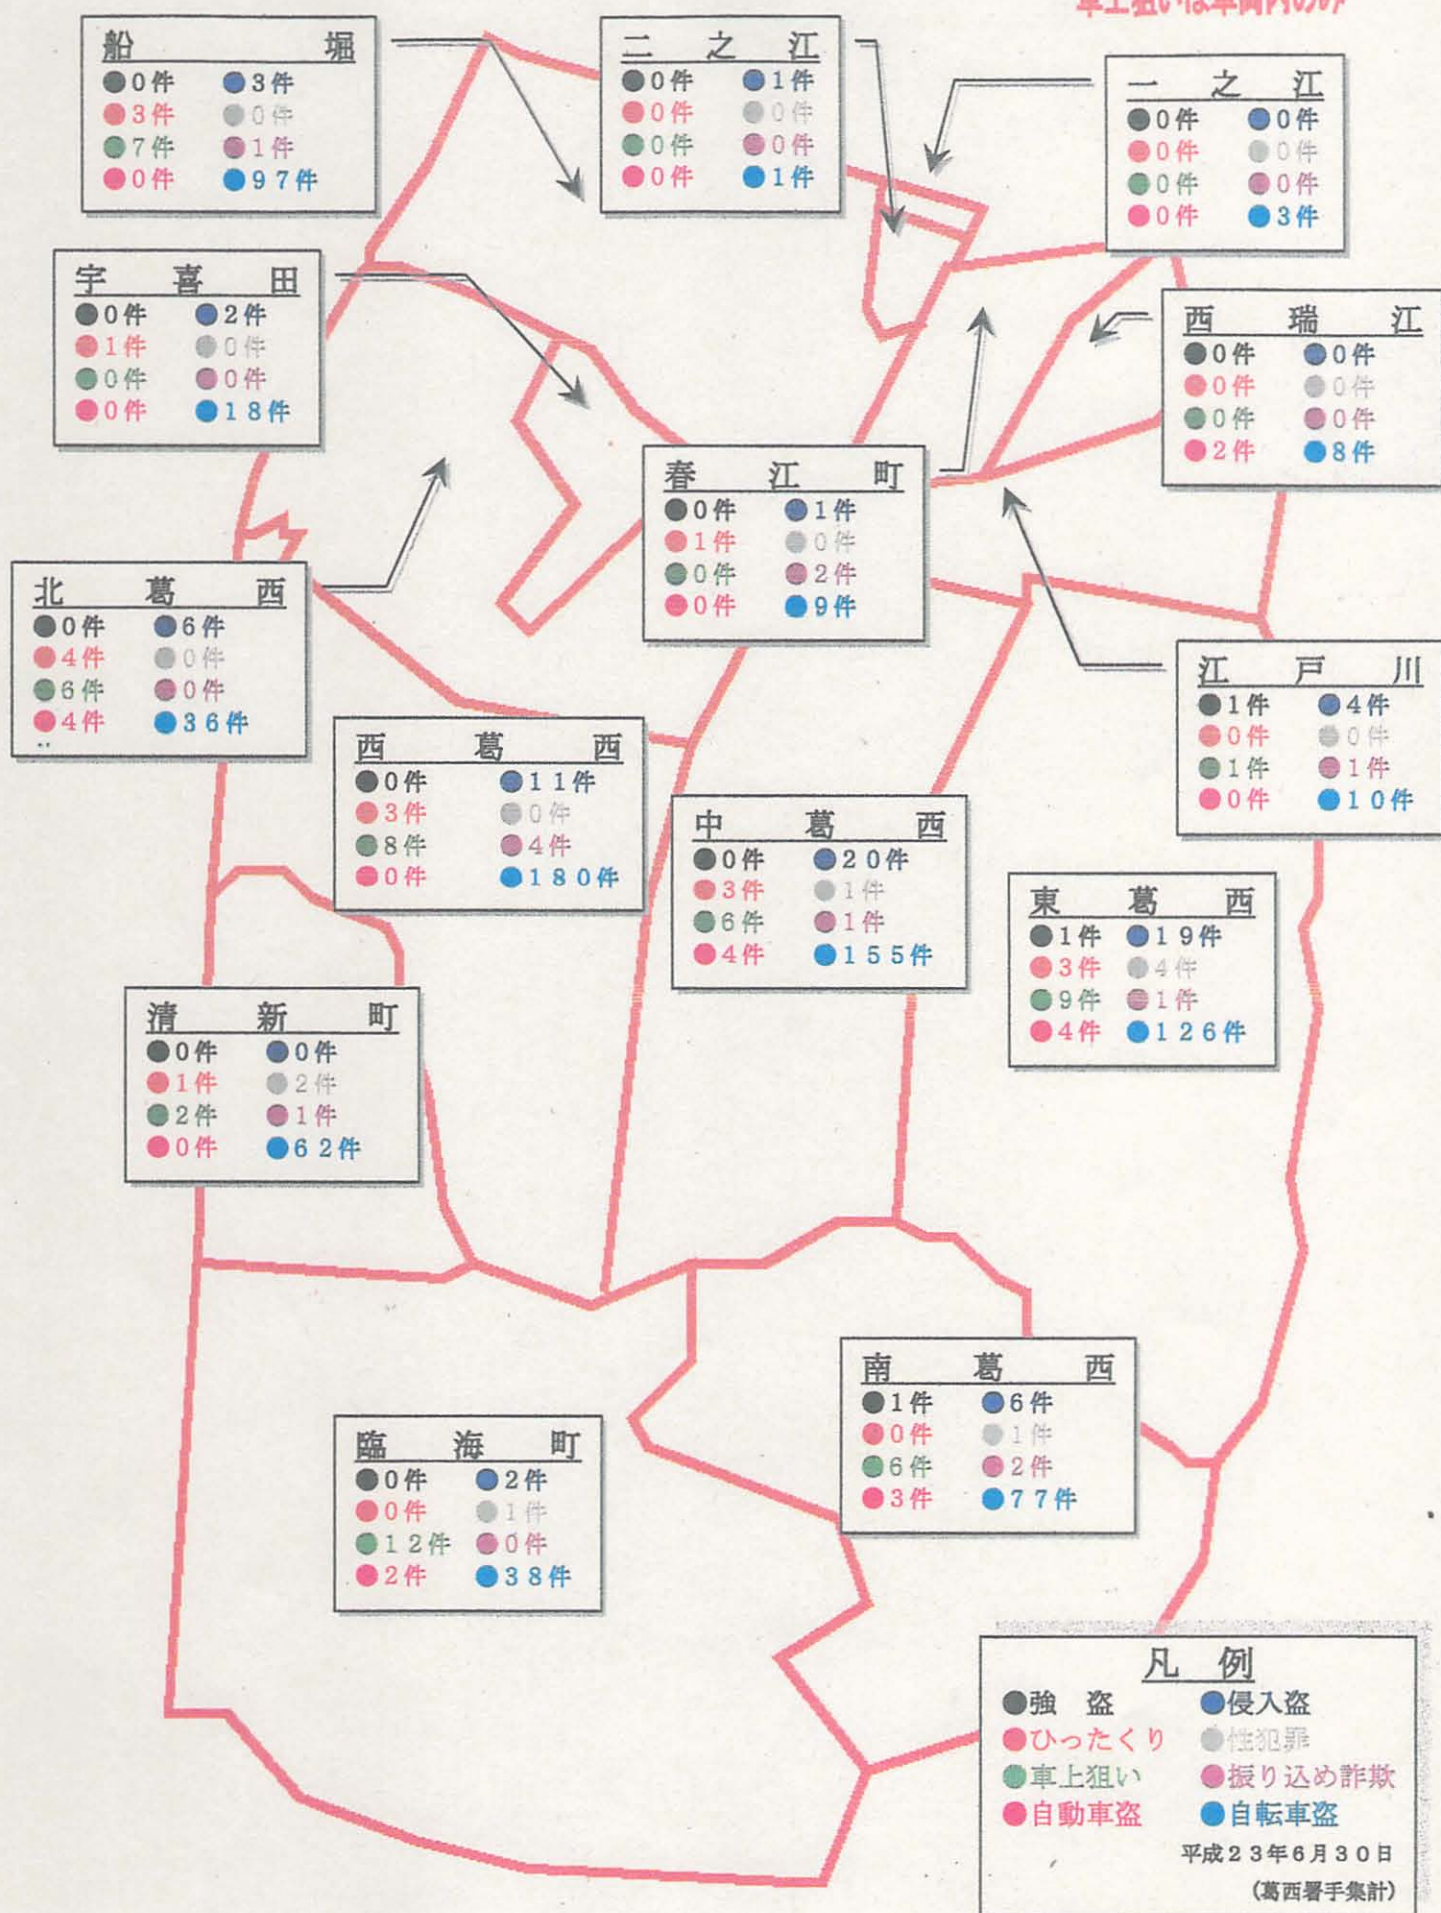 車上狙いは車両内のみ
船堀
●0件 ●3件
●3件 ●0件
●7件 ●1件
●0件 ●97件
二之江
●0件 ●1件
●0件 ●0件
●0件 ●0件
●0件 ●1件
一之江
●0件 ●0件
●0件 ●0件
●0件 ●0件
●0件 ●3件
宇喜田
●0件 ●2件
●1件 ●0件
●0件 ●0件
●0件 ●18件
西瑞江
●0件 ●0件
●0件 ●0件
●0件 ●0件
●2件 ●8件
春江町
●0件 ●1件
●1件 ●0件
●0件 ●2件
●0件 ●9件
北葛西
●0件 ●6件
●4件 ●0件
●6件 ●0件
●4件 ●36件
江戸川
●1件 ●4件
●0件 ●0件
●1件 ●1件
●0件 ●10件
西葛西
●0件 ●11件
●3件 ●0件
●8件 ●4件
●0件 ●180件
中葛西
●0件 ●20件
●3件 ●1件
●6件 ●1件
●4件 ●155件
東葛西
●1件 ●19件
●3件 ●4件
●9件 ●1件
●4件 ●126件
清新町
●0件 ●0件
●1件 ●2件
●2件 ●1件
●0件 ●62件
南葛西
●1件 ●6件
●0件 ●1件
●6件 ●2件
●3件 ●77件
臨海町
●0件 ●2件
●0件 ●1件
●12件 ●0件
●2件 ●38件
凡例
●強盗 ●侵入盗
●ひったくり ●性犯罪
●車上狙い ●振り込め詐欺
●自動車盗 ●自転車盗
平成23年6月30日
(葛西署手集計)